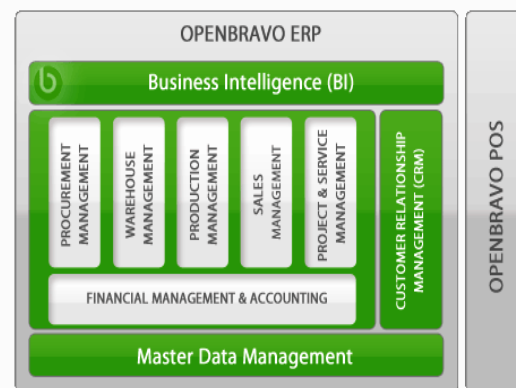 OPENBRAVO ERP
Business Intelligence (BI)
PROCUREMENT
MANAGEMENT
WAREHOUSE
MANAGEMENT
PRODUCTION
MANAGEMENT
SALES
MANAGEMENT
PROJECT & SERVICE
MANAGEMENT
FINANCIAL MANAGEMENT & ACCOUNTING
CUSTOMER RELATIONSHIP
MANAGEMENT (CRM)
Master Data Management
OPENBRAVO POS